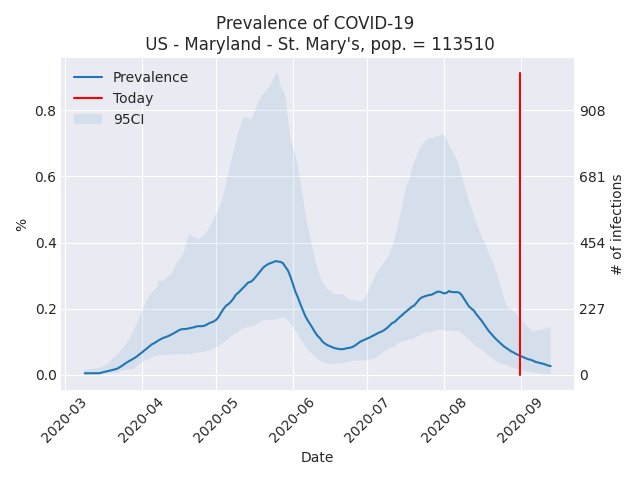 Prevalence of COVID-19
US - Maryland - St. Mary's, pop. = 113510
Prevalence
Today
95CI
0.8
0.6
0.4
0.2
0.0
%
908
681
454
227
0
# of infections
2020-03
2020-04
2020-05
2020-06
2020-07
2020-08
2020-09
Date